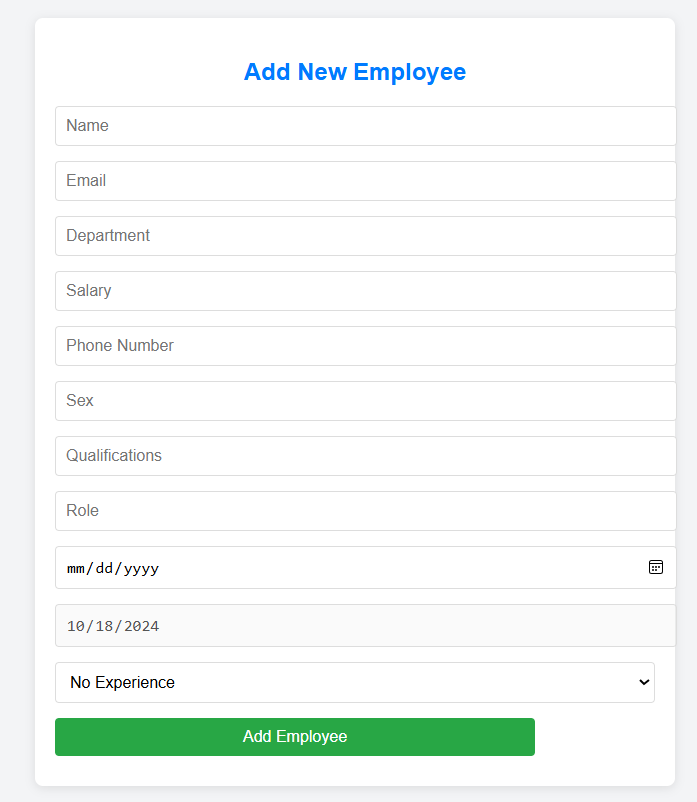 Add New Employee
Name
Email
Department
Salary
Phone Number
Sex
Qualifications
Role
mm/dd/yyyy
10/18/2024
No Experience
Add Employee